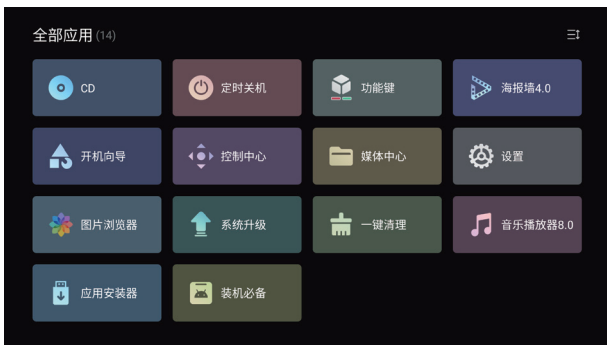 全部应用 (14)
CD
定时关机
功能键
海报墙4.0
开机向导
控制中心
媒体中心
设置
图片浏览器
系统升级
一键清理
音乐播放器8.0
应用安装器
装机必备